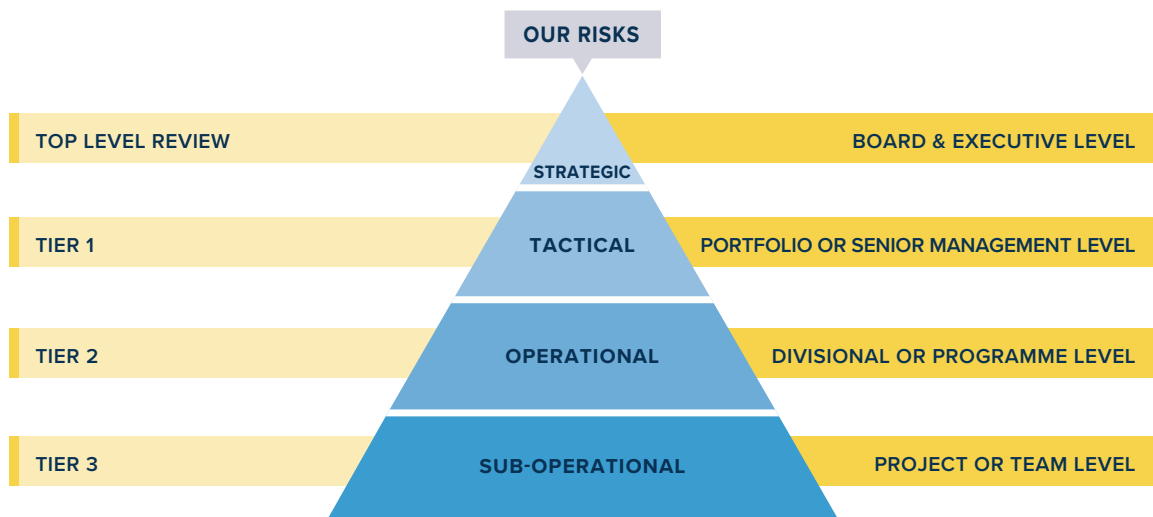 OUR RISKS
TOP LEVEL REVIEW
BOARD & EXECUTIVE LEVEL
STRATEGIC
TIER 1
TACTICAL
PORTFOLIO OR SENIOR MANAGEMENT LEVEL
TIER 2
OPERATIONAL
DIVISIONAL OR PROGRAMME LEVEL
TIER 3
SUB-OPERATIONAL
PROJECT OR TEAM LEVEL